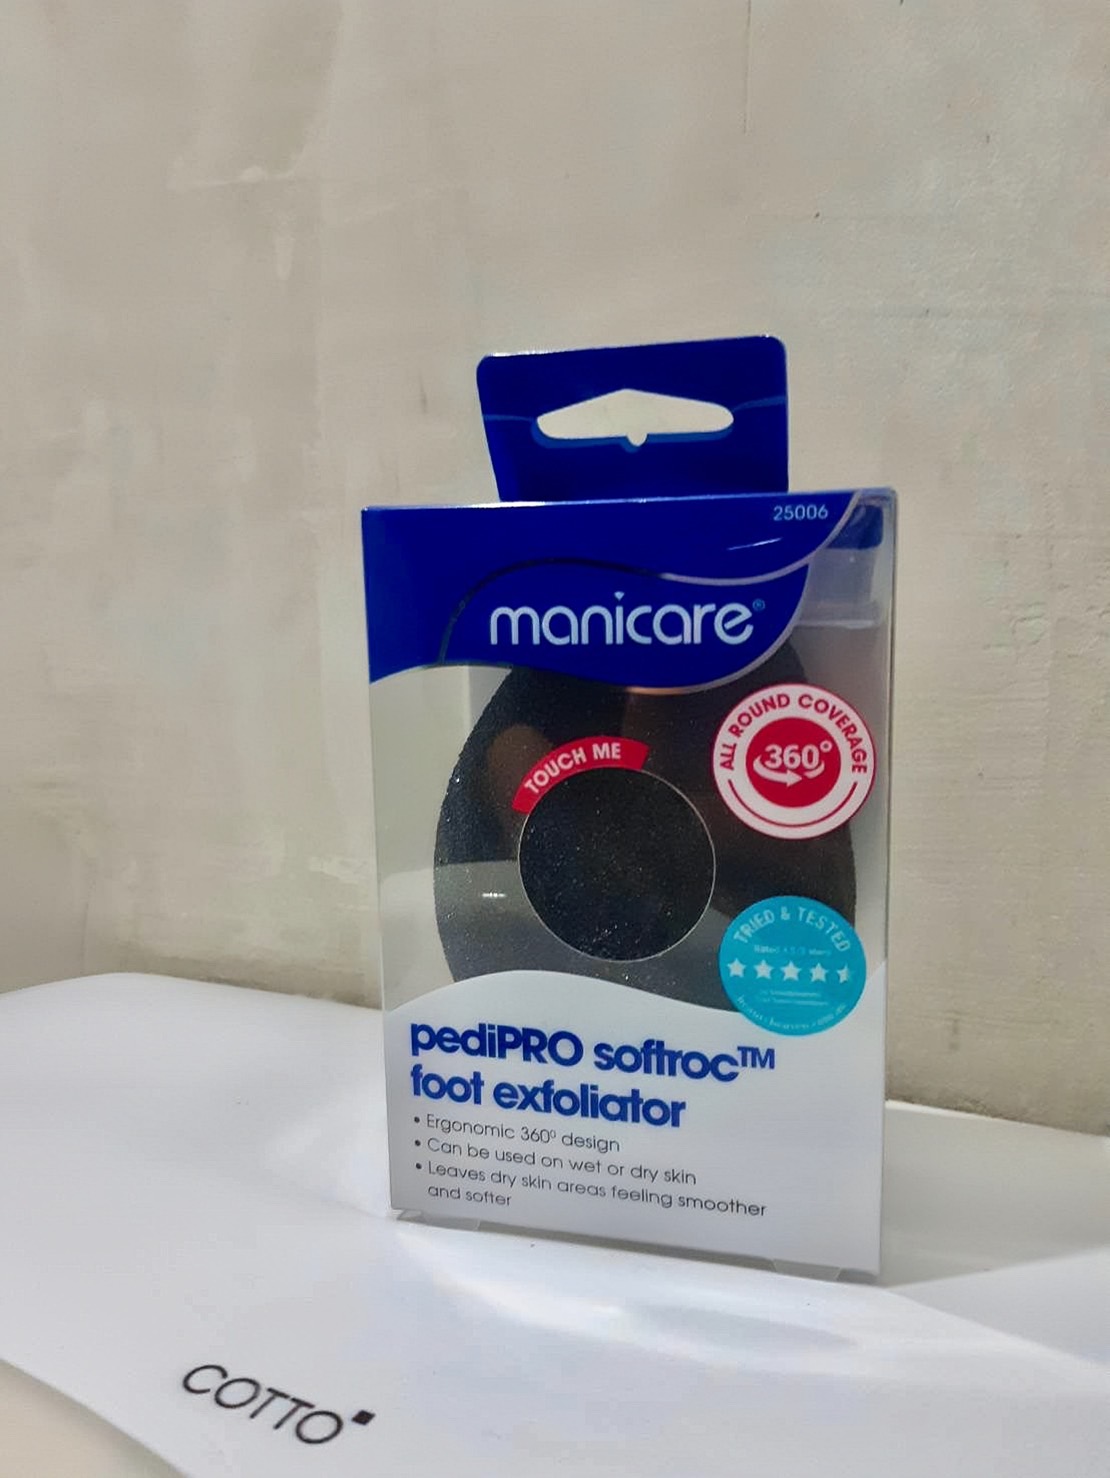 25006
manicare®
ALL ROUND COVERAGE
360°
TOUCH ME
TRIED & TESTED
pediPRO softroc™
foot exfoliator
• Ergonomic 360º design
• Can be used on wet or dry skin
• Leaves dry skin areas feeling smoother
and softer
COTTO